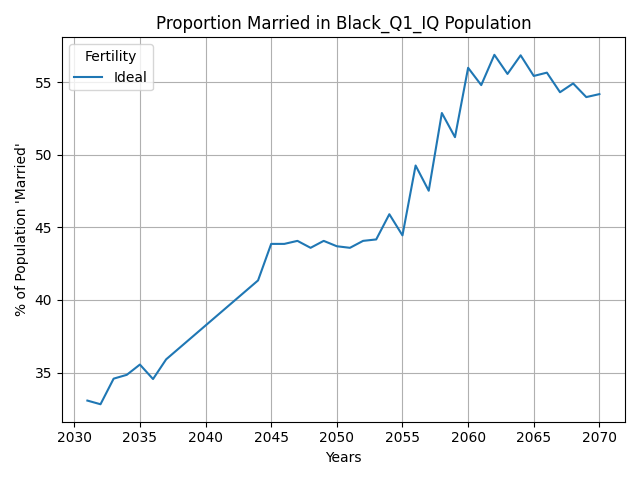 Proportion Married in Black_Q1_IQ Population
Fertility
Ideal
% of Population 'Married'
55
50
45
40
35
2030 2035 2040 2045 2050 2055 2060 2065 2070
Years